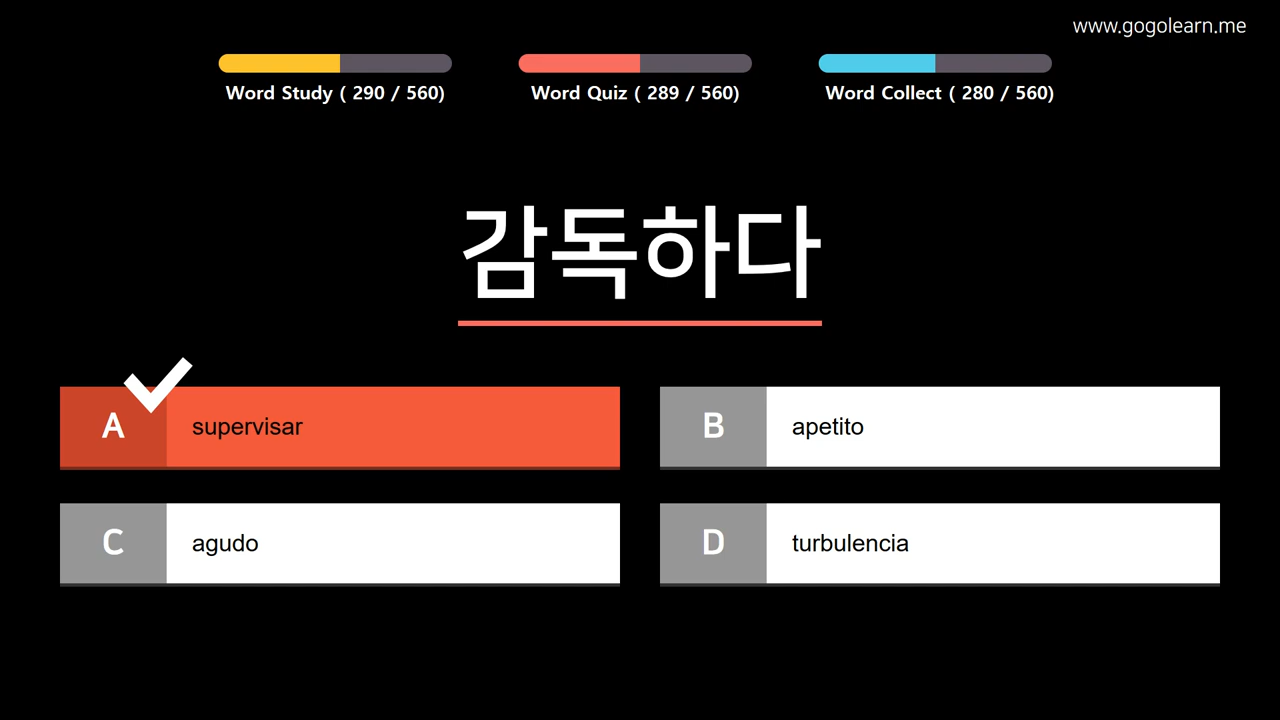 www.gogolearn.me
Word Study ( 290 / 560)
Word Quiz ( 289 / 560)
Word Collect ( 280 / 560)
감독하다
A supervisar
B apetito
C agudo
D turbulencia